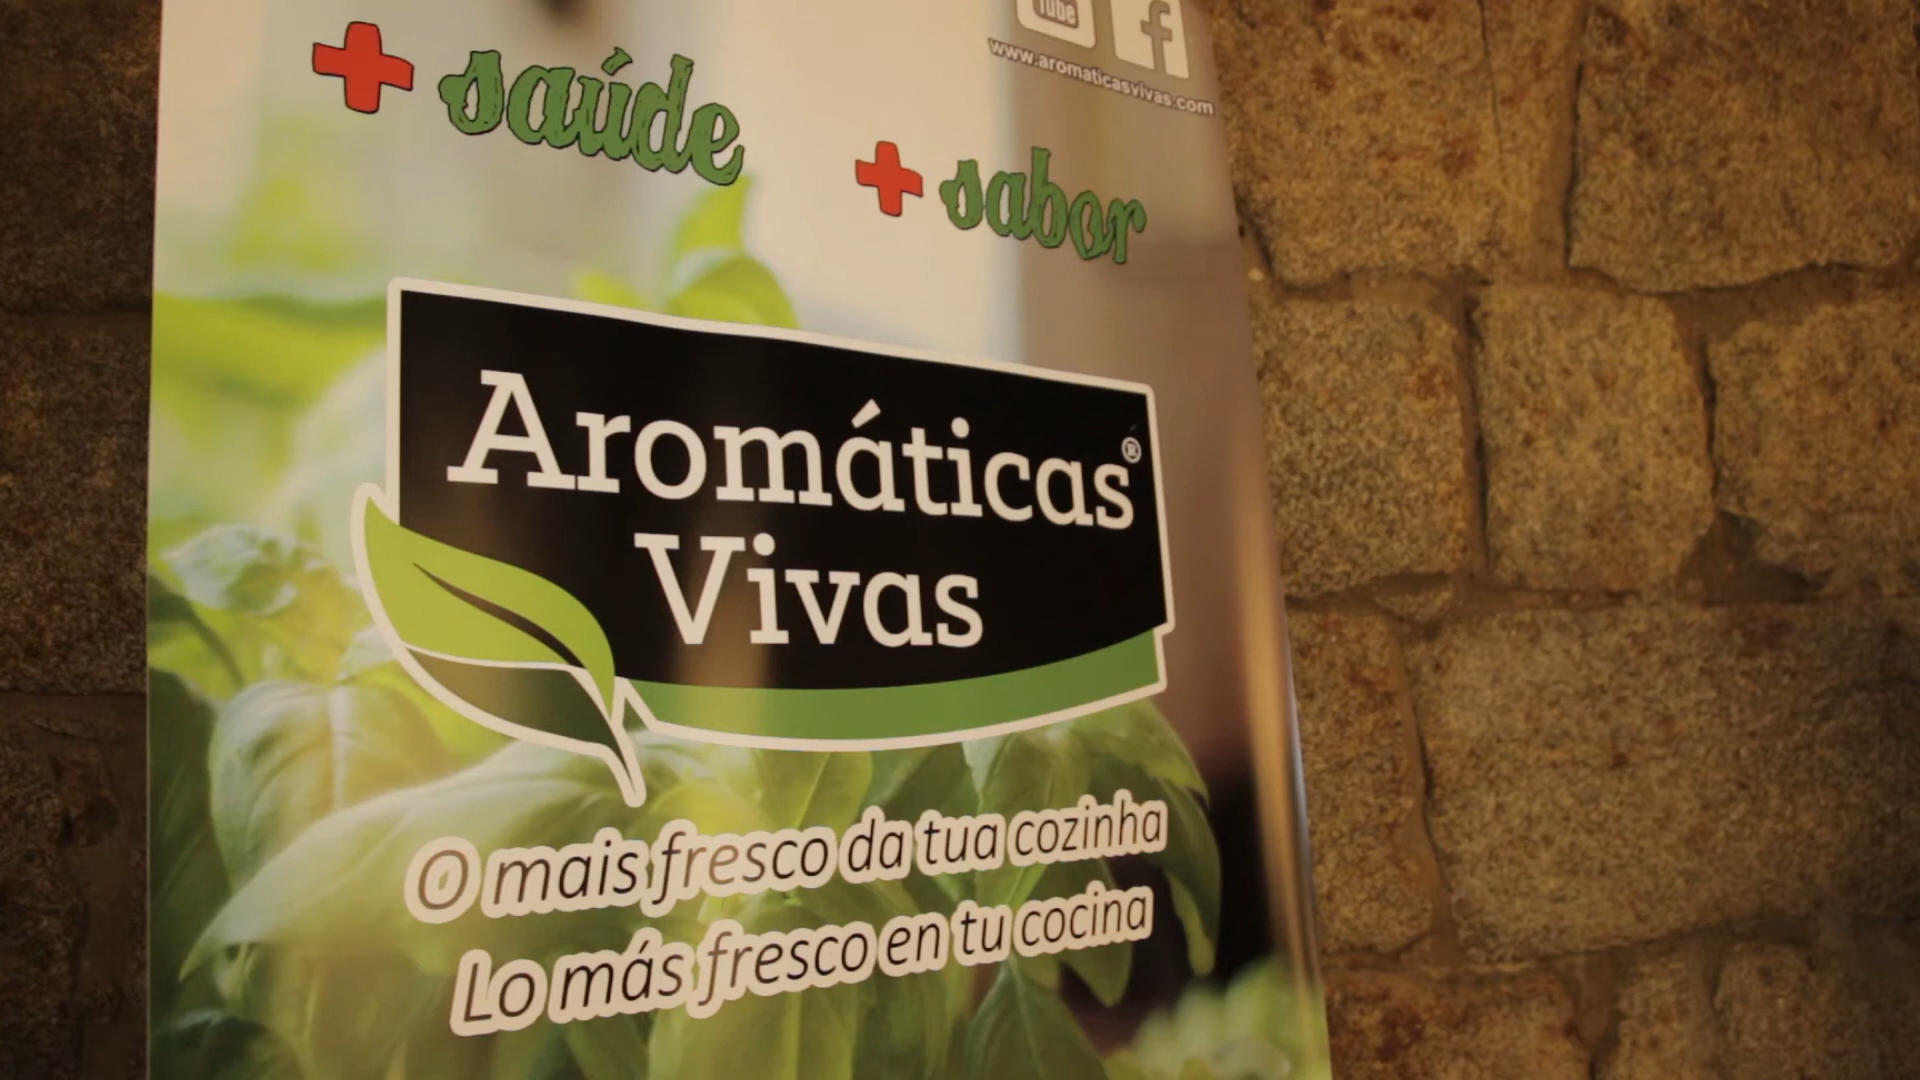 Tube f
www.aromaticasvivas.com
+ saúde
+ sabor
Aromáticas®
Vivas
O mais fresco da tua cozinha
Lo más fresco en tu cocina